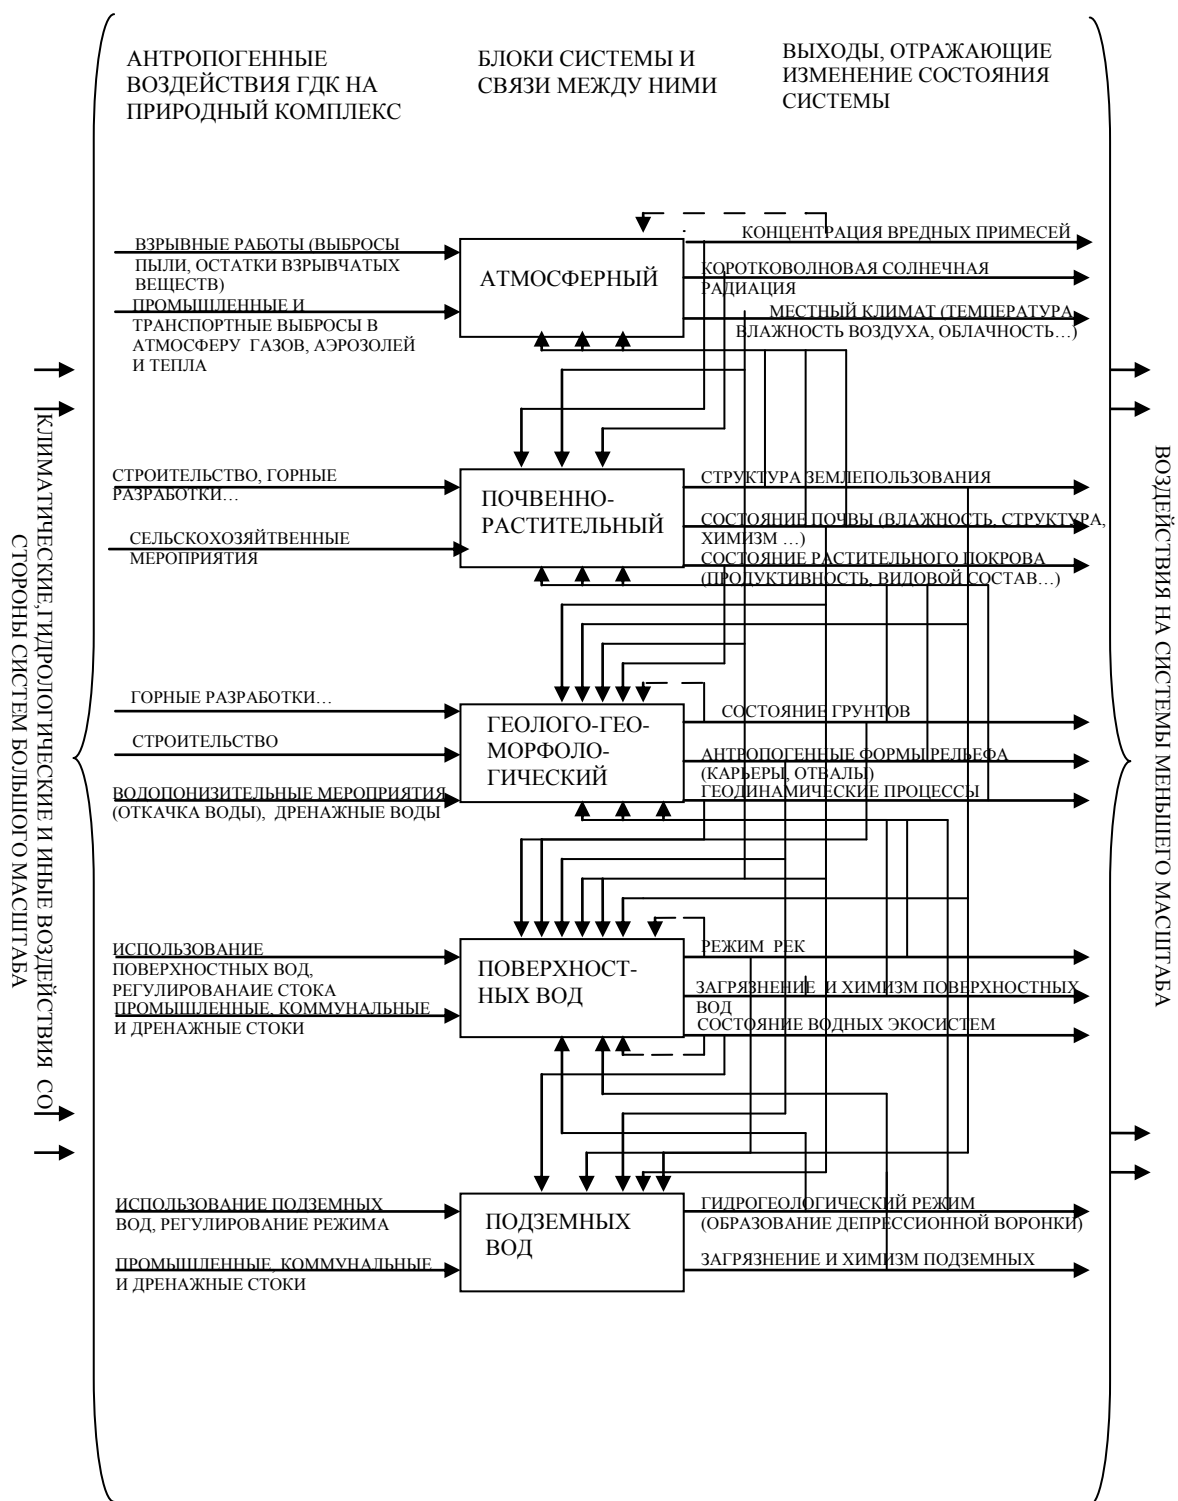 АНТРОПОГЕННЫЕ
ВОЗДЕЙСТВИЯ ГДК НА
ПРИРОДНЫЙ КОМПЛЕКС
БЛОКИ СИСТЕМЫ И
СВЯЗИ МЕЖДУ НИМИ
ВЫХОДЫ, ОТРАЖАЮЩИЕ
ИЗМЕНЕНИЕ СОСТОЯНИЯ
СИСТЕМЫ
КЛИМАТИЧЕСКИЕ,ГИДРОЛОГИЧЕСКИЕ И ИНЫЕ ВОЗДЕЙСТВИЯ СО
СТОРОНЫ СИСТЕМ БОЛЬШОГО МАСШТАБА
ВЗРЫВНЫЕ РАБОТЫ (ВЫБРОСЫ
ПЫЛИ, ОСТАТКИ ВЗРЫВЧАТЫХ
ВЕЩЕСТВ)
ПРОМЫШЛЕННЫЕ И
ТРАНСПОРТНЫЕ ВЫБРОСЫ В
АТМОСФЕРУ ГАЗОВ, АЭРОЗОЛЕЙ
И ТЕПЛА
АТМОСФЕРНЫЙ
КОНЦЕНТРАЦИЯ ВРЕДНЫХ ПРИМЕСЕЙ
КОРОТКОВОЛНОВАЯ СОЛНЕЧНАЯ
РАДИАЦИЯ
МЕСТНЫЙ КЛИМАТ (ТЕМПЕРАТУРА,
ВЛАЖНОСТЬ ВОЗДУХА, ОБЛАЧНОСТЬ…)
СТРОИТЕЛЬСТВО, ГОРНЫЕ
РАЗРАБОТКИ…
СЕЛЬСКОХОЗЯЙТВЕННЫЕ
МЕРОПРИЯТИЯ
ПОЧВЕННО-
РАСТИТЕЛЬНЫЙ
СТРУКТУРА ЗЕМЛЕПОЛЬЗОВАНИЯ
СОСТОЯНИЕ ПОЧВЫ (ВЛАЖНОСТЬ, СТРУКТУРА,
ХИМИЗМ …)
СОСТОЯНИЕ РАСТИТЕЛЬНОГО ПОКРОВА
(ПРОДУКТИВНОСТЬ, ВИДОВОЙ СОСТАВ…)
ГОРНЫЕ РАЗРАБОТКИ…
СТРОИТЕЛЬСТВО
ВОДОПОНИЗИТЕЛЬНЫЕ МЕРОПРИЯТИЯ
(ОТКАЧКА ВОДЫ), ДРЕНАЖНЫЕ ВОДЫ
ГЕОЛОГО-ГЕО-
МОРФОЛО-
ГИЧЕСКИЙ
СОСТОЯНИЕ ГРУНТОВ
АНТРОПОГЕННЫЕ ФОРМЫ РЕЛЬЕФА
(КАРЬЕРЫ, ОТВАЛЫ)
ГЕОДИНАМИЧЕСКИЕ ПРОЦЕССЫ
ИСПОЛЬЗОВАНИЕ
ПОВЕРХНОСТНЫХ ВОД,
РЕГУЛИРОВАНАИЕ СТОКА
ПРОМЫШЛЕННЫЕ, КОММУНАЛЬНЫЕ
И ДРЕНАЖНЫЕ СТОКИ
ПОВЕРХНОСТ-
НЫХ ВОД
РЕЖИМ РЕК
ЗАГРЯЗНЕНИЕ И ХИМИЗМ ПОВЕРХНОСТНЫХ
ВОД
СОСТОЯНИЕ ВОДНЫХ ЭКОСИСТЕМ
ИСПОЛЬЗОВАНИЕ ПОДЗЕМНЫХ
ВОД, РЕГУЛИРОВАНИЕ РЕЖИМА
ПРОМЫШЛЕННЫЕ, КОММУНАЛЬНЫЕ
И ДРЕНАЖНЫЕ СТОКИ
ПОДЗЕМНЫХ
ВОД
ГИДРОГЕОЛОГИЧЕСКИЙ РЕЖИМ
(ОБРАЗОВАНИЕ ДЕПРЕССИОННОЙ ВОРОНКИ)
ЗАГРЯЗНЕНИЕ И ХИМИЗМ ПОДЗЕМНЫХ
ВОЗДЕЙСТВИЯ НА СИСТЕМЫ МЕНЬШЕГО МАСШТАБА